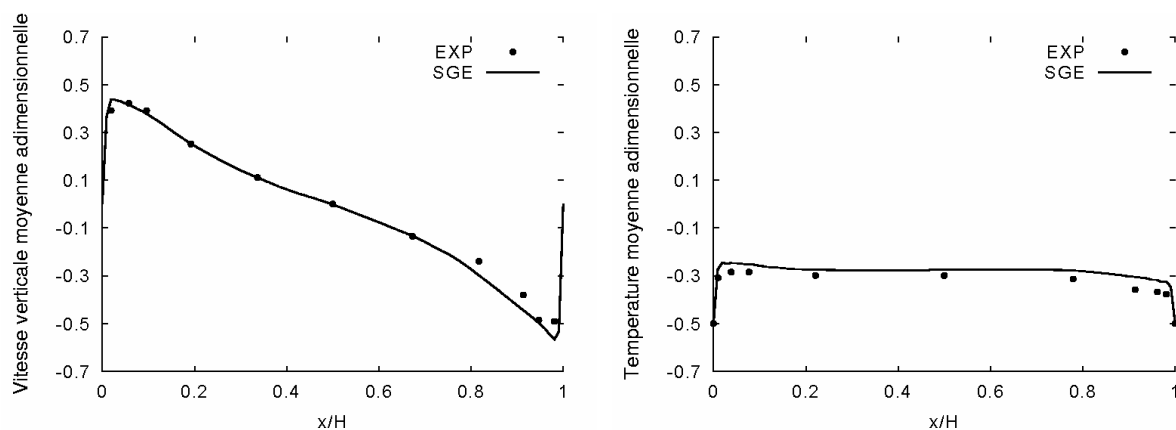 Vitesse verticale moyenne adimensionnelle
0.7
0.5
0.3
0.1
-0.1
-0.3
-0.5
-0.7
EXP
SGE
0 0.2 0.4 0.6 0.8 1
x/H
Temperature moyenne adimensionnelle
0.7
0.5
0.3
0.1
-0.1
-0.3
-0.5
-0.7
EXP
SGE
0 0.2 0.4 0.6 0.8 1
x/H